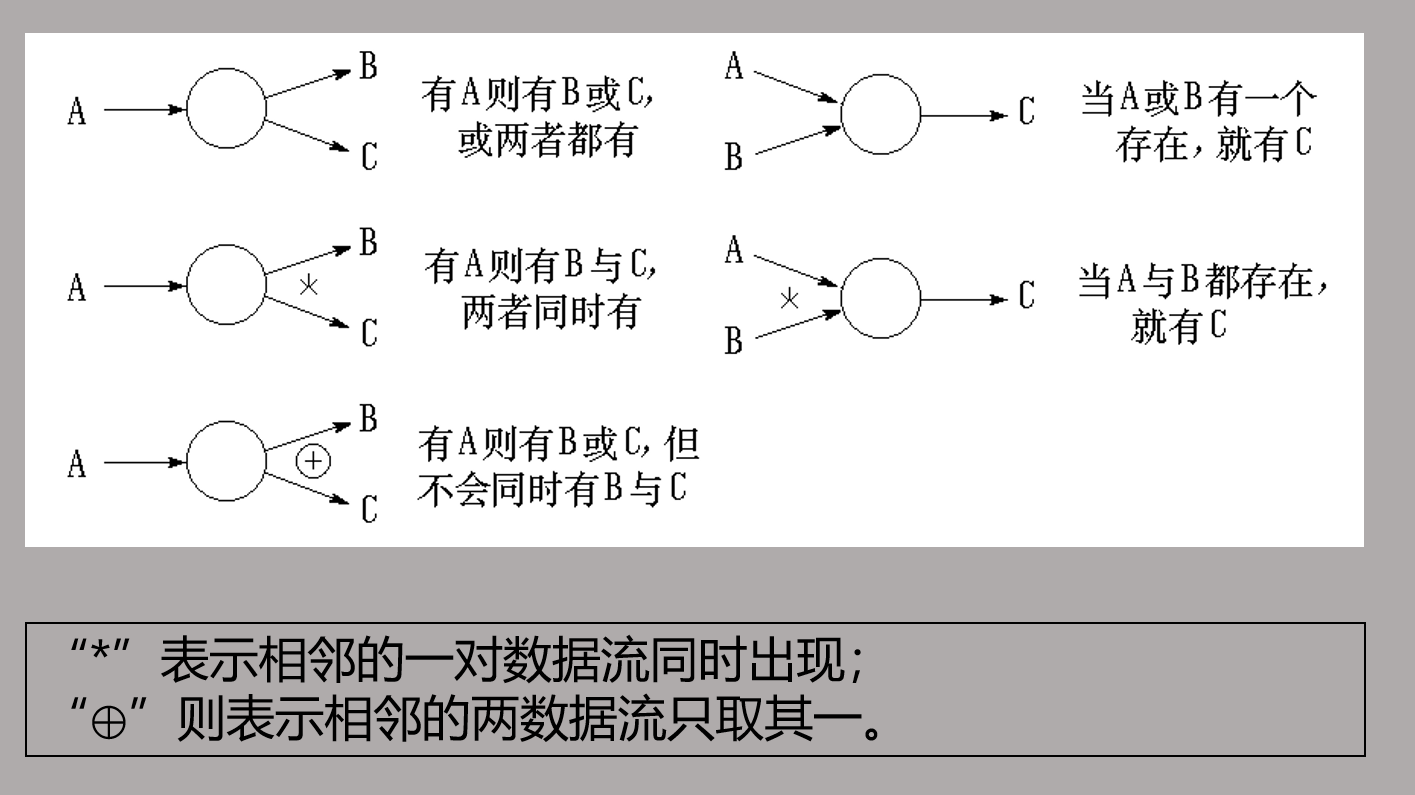 A
B
C
有A则有B或C,
或两者都有
A
B
C
当A或B有一个
存在,就有C
A
B
*
C
有A则有B与C,
两者同时有
A
*
B
C
当A与B都存在,
就有C
A
B
⊕
C
有A则有B或C,但
不会同时有B与C
“*”表示相邻的一对数据流同时出现；
“⊕”则表示相邻的两数据流只取其一。